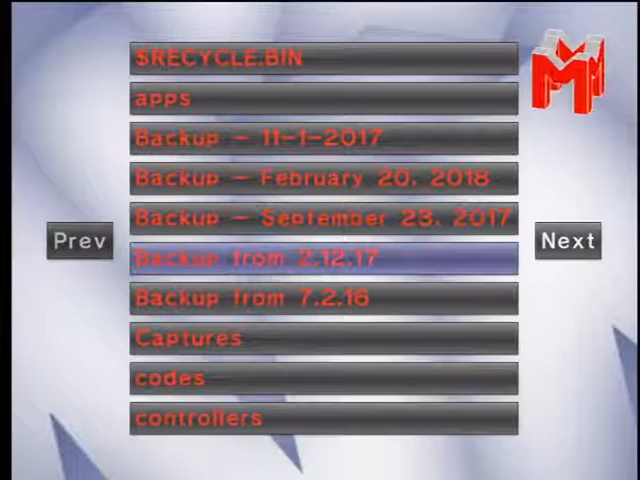 $RECYCLE.BIN
apps
Backup - 11-1-2017
Backup - February 20, 2018
Backup - September 23, 2017
Prev
Next
Backup from 2.12.17
Backup from 7.2.16
Captures
codes
controllers